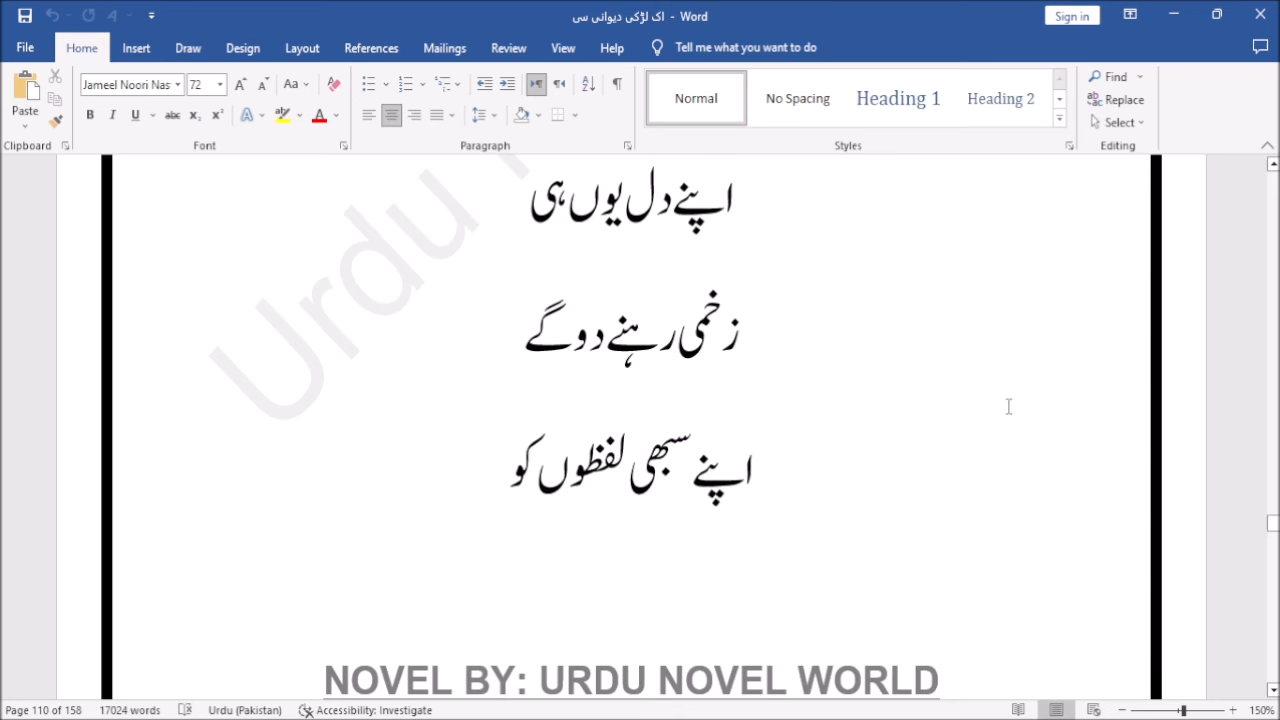 اک لڑکی دیوانی سی - Word
Sign in
File Home Insert Draw Design Layout References Mailings Review View Help Tell me what you want to do
Paste
Jameel Noori Nas 72
Aa
Normal
No Spacing
Heading 1
Heading 2
Find
Replace
Select
Clipboard Font Paragraph Styles Editing
Urdu
اپنے دل یوں ہی
زخمی رہنے دو گے
اپنے سبھی لفظوں کو
NOVEL BY: URDU NOVEL WORLD
Page 110 of 158 17024 words Urdu (Pakistan) Accessibility: Investigate 150%